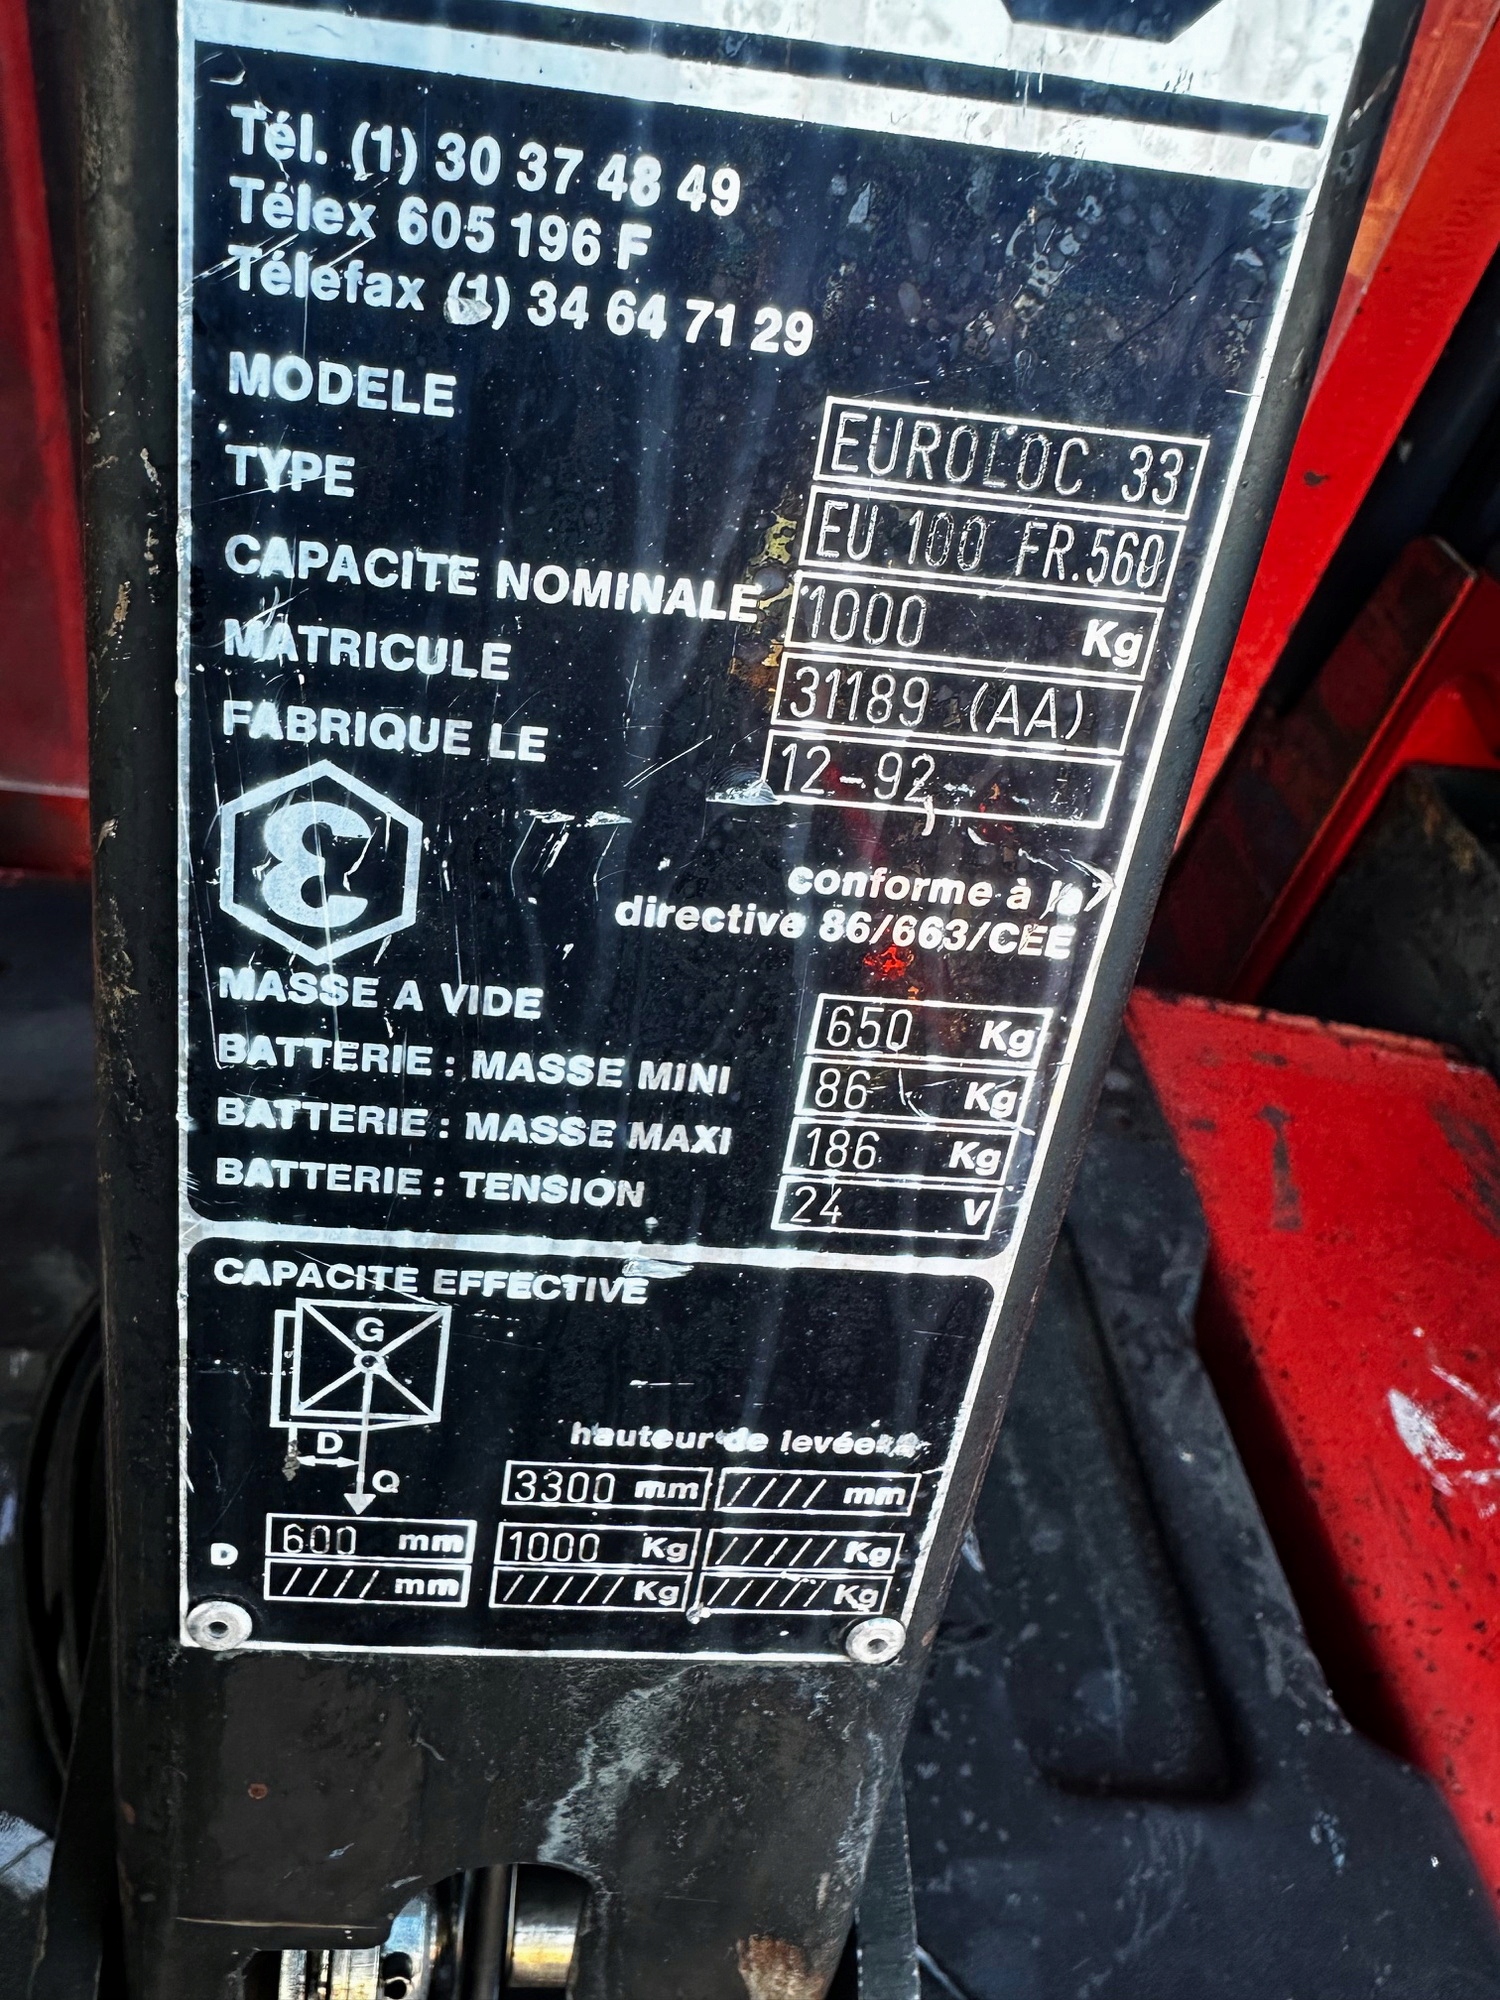 Tél. (1) 30 37 48 49
Télex 605 196 F
Télefax (1) 34 64 71 29
MODELE EUROLOC 33
TYPE EU 100 FR.560
CAPACITE NOMINALE 1000 Kg
MATRICULE 31189 (AA)
FABRIQUE LE 12-92
conforme à la
directive 86/663/CEE
MASSE A VIDE 650 Kg
BATTERIE : MASSE MINI 86 Kg
BATTERIE : MASSE MAXI 186 Kg
BATTERIE : TENSION 24 V
CAPACITE EFFECTIVE
G
D
Q
hauteur de levée
3300 mm //// mm
D 600 mm 1000 Kg ///// Kg
//// mm ///// Kg ///// Kg